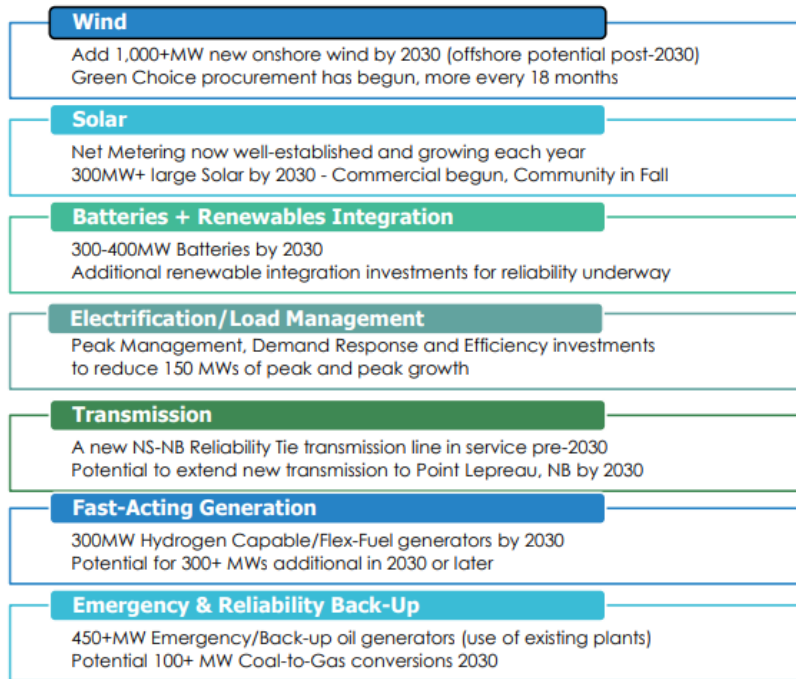 Wind
Add 1,000+MW new onshore wind by 2030 (offshore potential post-2030)
Green Choice procurement has begun, more every 18 months
Solar
Net Metering now well-established and growing each year
300MW+ large Solar by 2030 - Commercial begun, Community in Fall
Batteries + Renewables Integration
300-400MW Batteries by 2030
Additional renewable integration investments for reliability underway
Electrification/Load Management
Peak Management, Demand Response and Efficiency investments
to reduce 150 MWs of peak and peak growth
Transmission
A new NS-NB Reliability Tie transmission line in service pre-2030
Potential to extend new transmission to Point Lepreau, NB by 2030
Fast-Acting Generation
300MW Hydrogen Capable/Flex-Fuel generators by 2030
Potential for 300+ MWs additional in 2030 or later
Emergency & Reliability Back-Up
450+MW Emergency/Back-up oil generators (use of existing plants)
Potential 100+ MW Coal-to-Gas conversions 2030